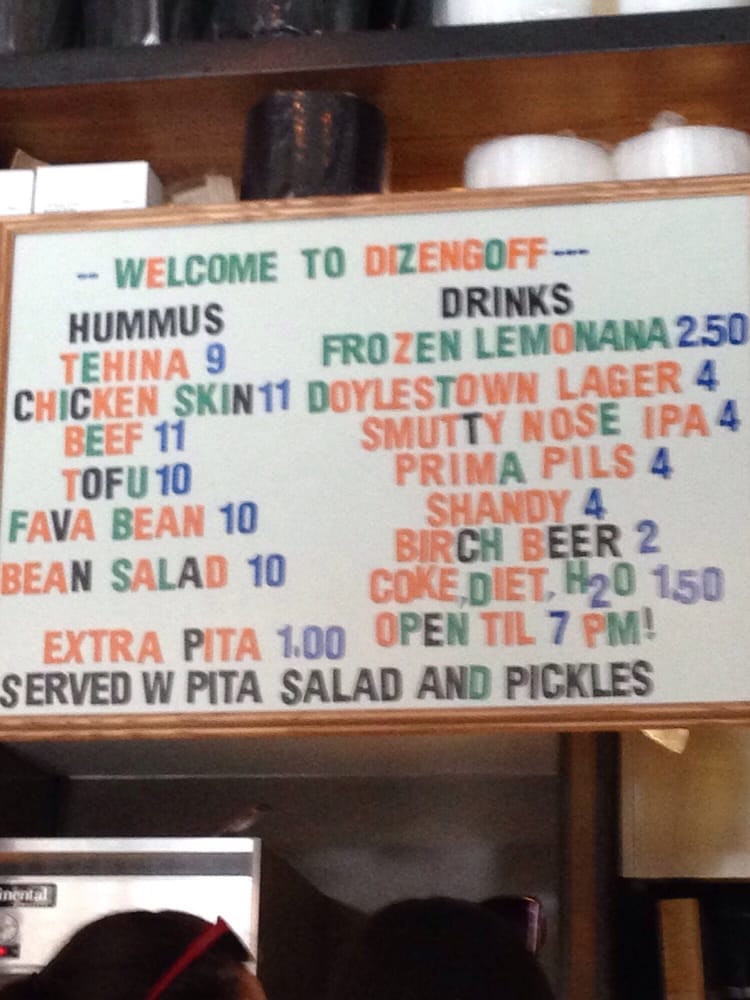 -- WELCOME TO DIZENGOFF---
HUMMUS
TEHINA 9
CHICKEN SKIN 11
BEEF 11
TOFU 10
FAVA BEAN 10
BEAN SALAD 10
EXTRA PITA 1.00
DRINKS
FROZEN LEMONANA 2.50
DOYLESTOWN LAGER 4
SMUTTY NOSE IPA 4
PRIMA PILS 4
SHANDY 4
BIRCH BEER 2
COKE, DIET, H2O 1.50
OPEN TIL 7 PM!
SERVED W PITA SALAD AND PICKLES